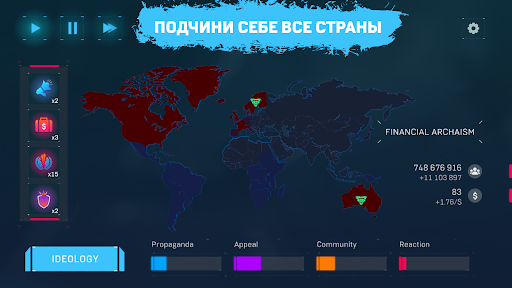 ПОДЧИНИ СЕБЕ ВСЕ СТРАНЫ
x2
x3
x15
x2
FINANCIAL ARCHAISM
748 676 916
+11 103 897
83
+1.76/$
IDEOLOGY
Propaganda
Appeal
Community
Reaction